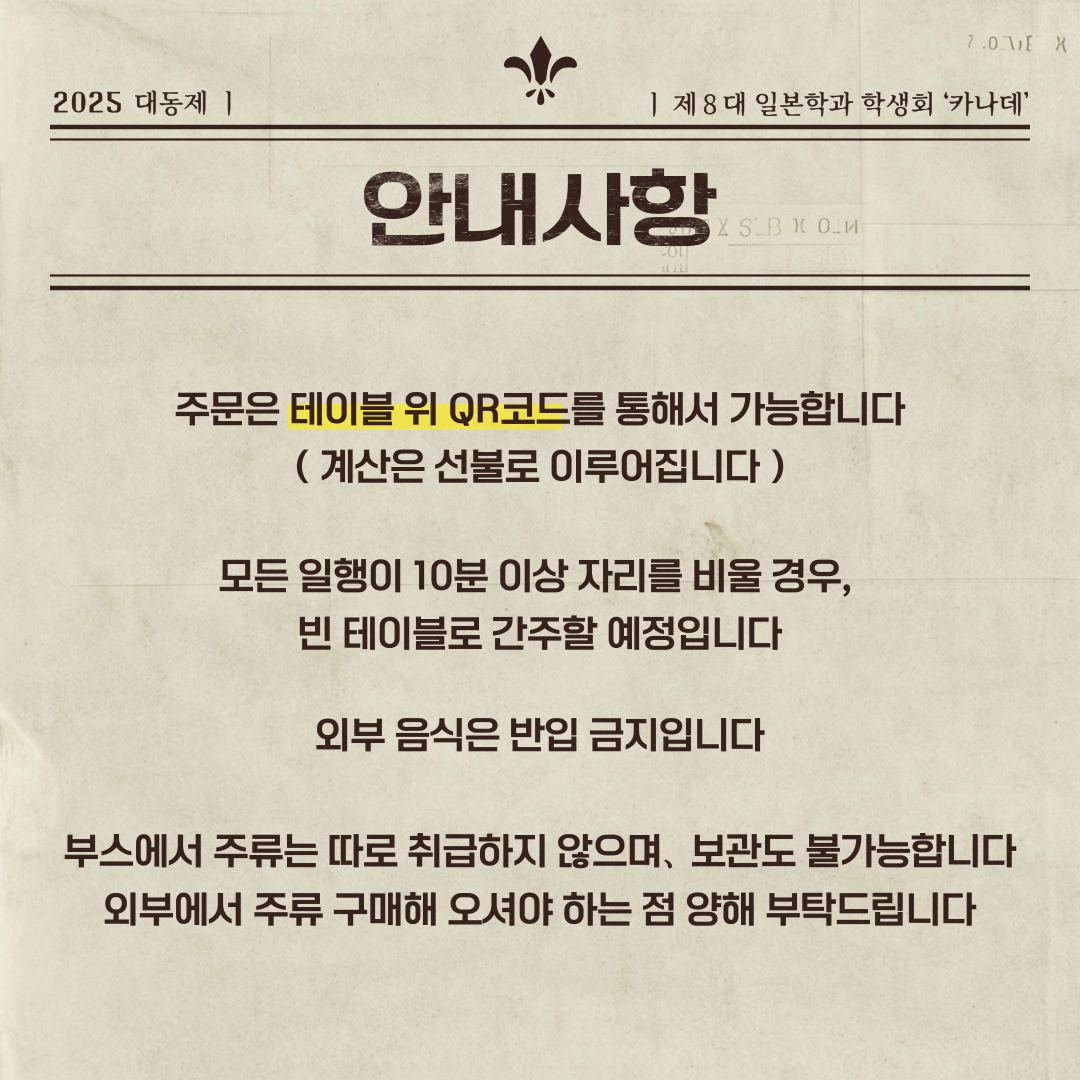 2025 대동제 |
| 제 8 대 일본학과 학생회 ‘카나데’
안내사항
주문은 테이블 위 QR코드를 통해서 가능합니다
( 계산은 선불로 이루어집니다 )
모든 일행이 10분 이상 자리를 비울 경우,
빈 테이블로 간주할 예정입니다
외부 음식은 반입 금지입니다
부스에서 주류는 따로 취급하지 않으며、보관도 불가능합니다
외부에서 주류 구매해 오셔야 하는 점 양해 부탁드립니다